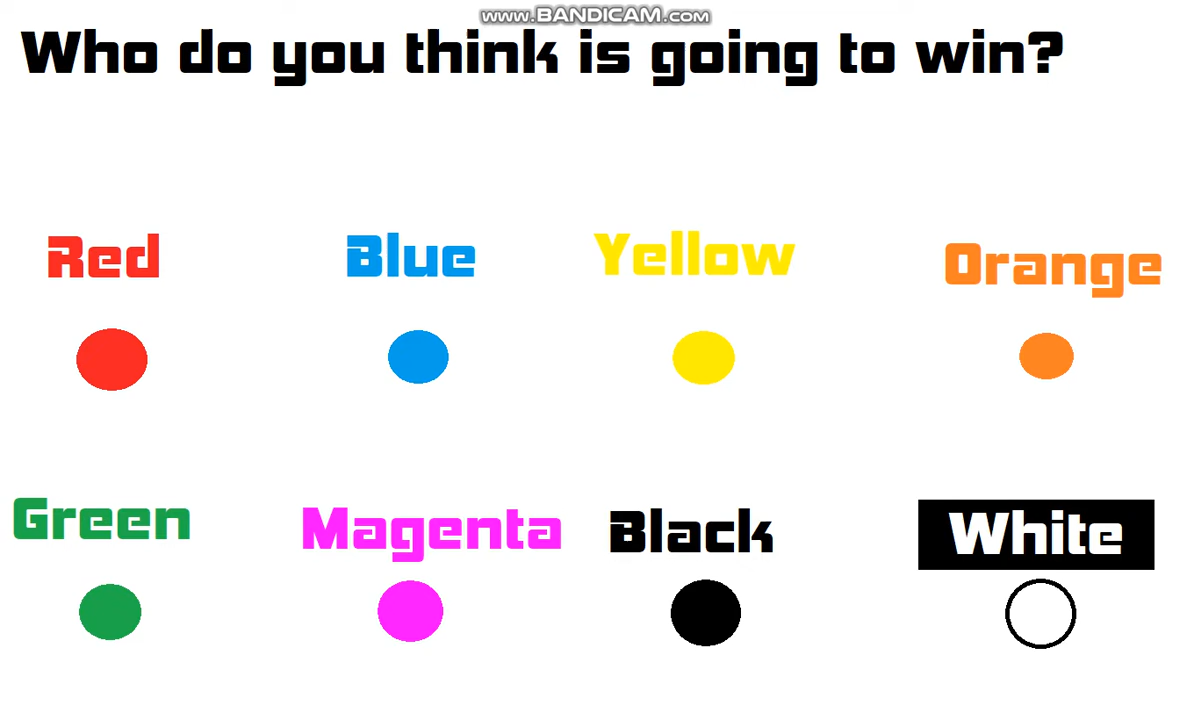 www.BANDICAM.com
Who do you think is going to win?
Red Blue Yellow Orange
Green Magenta Black White